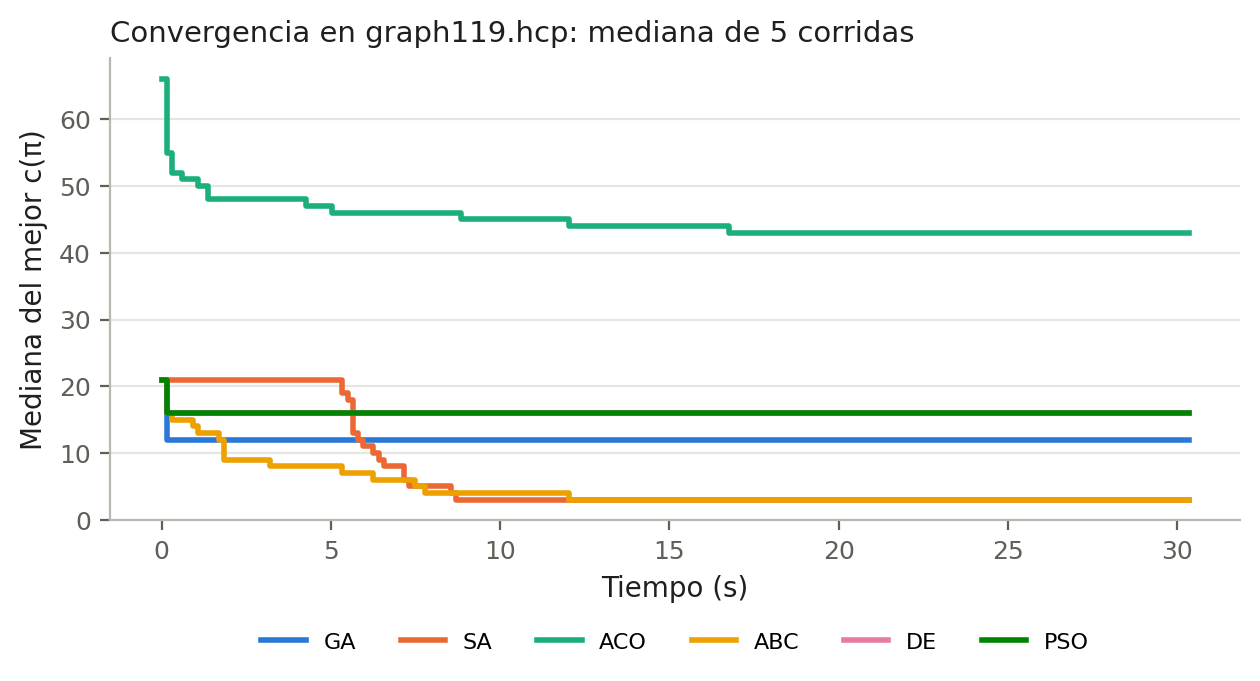 Convergencia en graph119.hcp: mediana de 5 corridas
Mediana del mejor c(π)
60
50
40
30
20
10
0
0 5 10 15 20 25 30
Tiempo (s)
GA SA ACO ABC DE PSO